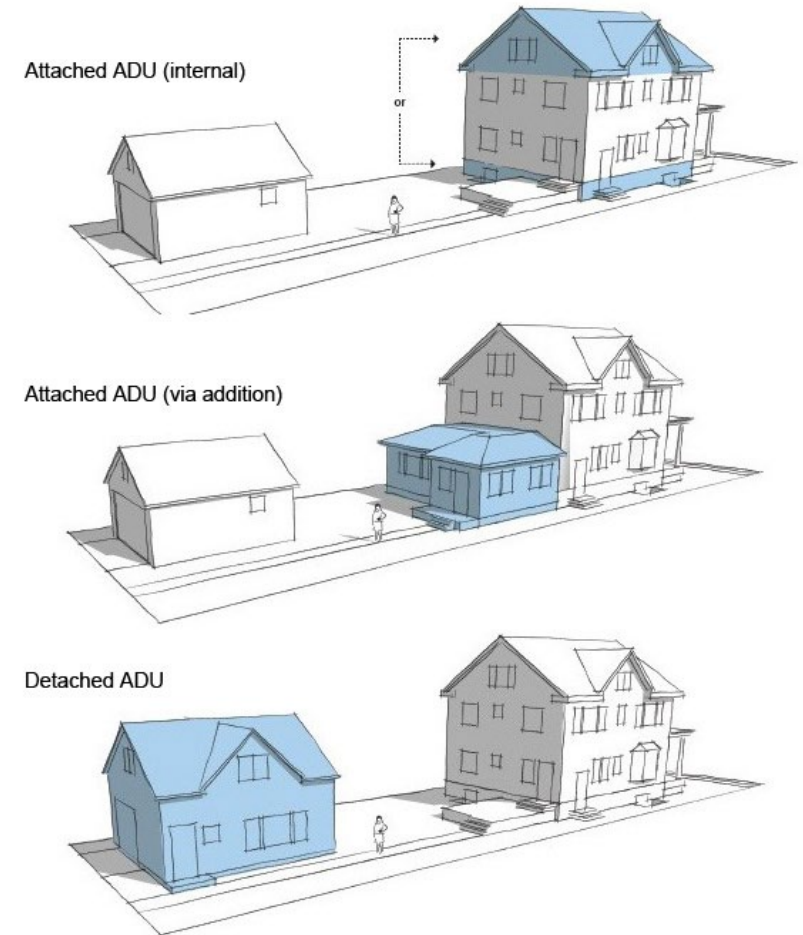 Attached ADU (internal)
or
Attached ADU (via addition)
Detached ADU